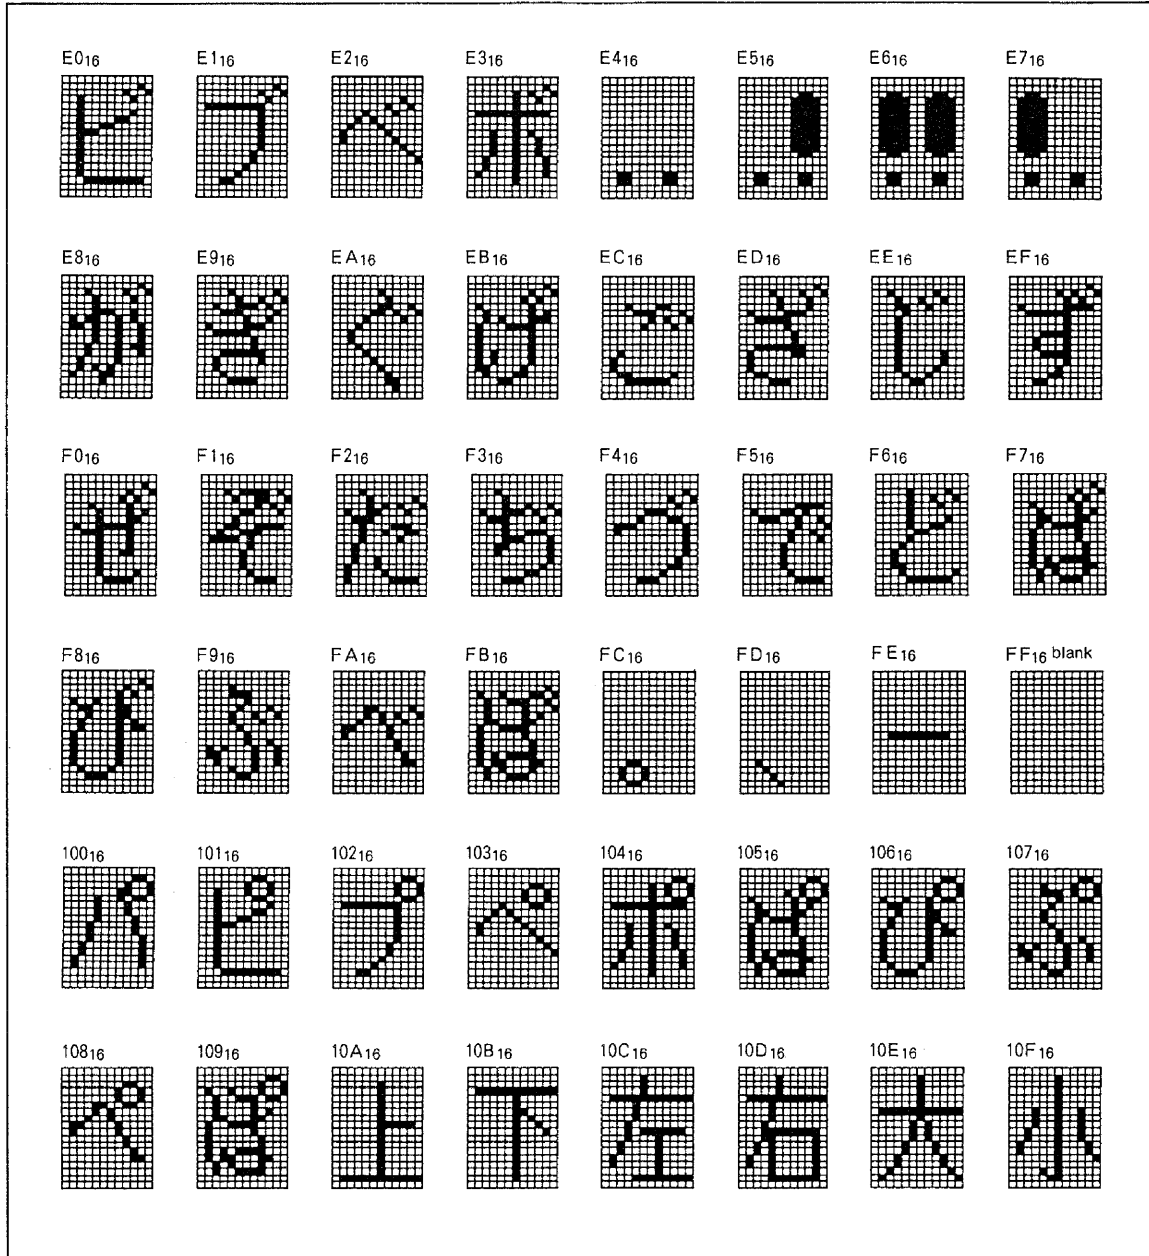 E0₁₆ E1₁₆ E2₁₆ E3₁₆ E4₁₆ E5₁₆ E6₁₆ E7₁₆
ビ ブ ベ ボ
E8₁₆ E9₁₆ EA₁₆ EB₁₆ EC₁₆ ED₁₆ EE₁₆ EF₁₆
が ぎ ぐ げ ご ざ じ ず
F0₁₆ F1₁₆ F2₁₆ F3₁₆ F4₁₆ F5₁₆ F6₁₆ F7₁₆
ぜ ぞ だ ぢ づ で ど ば
F8₁₆ F9₁₆ FA₁₆ FB₁₆ FC₁₆ FD₁₆ FE₁₆ FF₁₆ blank
び ぶ べ ぼ 。 、 ー
100₁₆ 101₁₆ 102₁₆ 103₁₆ 104₁₆ 105₁₆ 106₁₆ 107₁₆
パ ピ プ ペ ポ ぱ ぴ ぷ
108₁₆ 109₁₆ 10A₁₆ 10B₁₆ 10C₁₆ 10D₁₆ 10E₁₆ 10F₁₆
ぺ ぽ 上 下 左 右 大 小